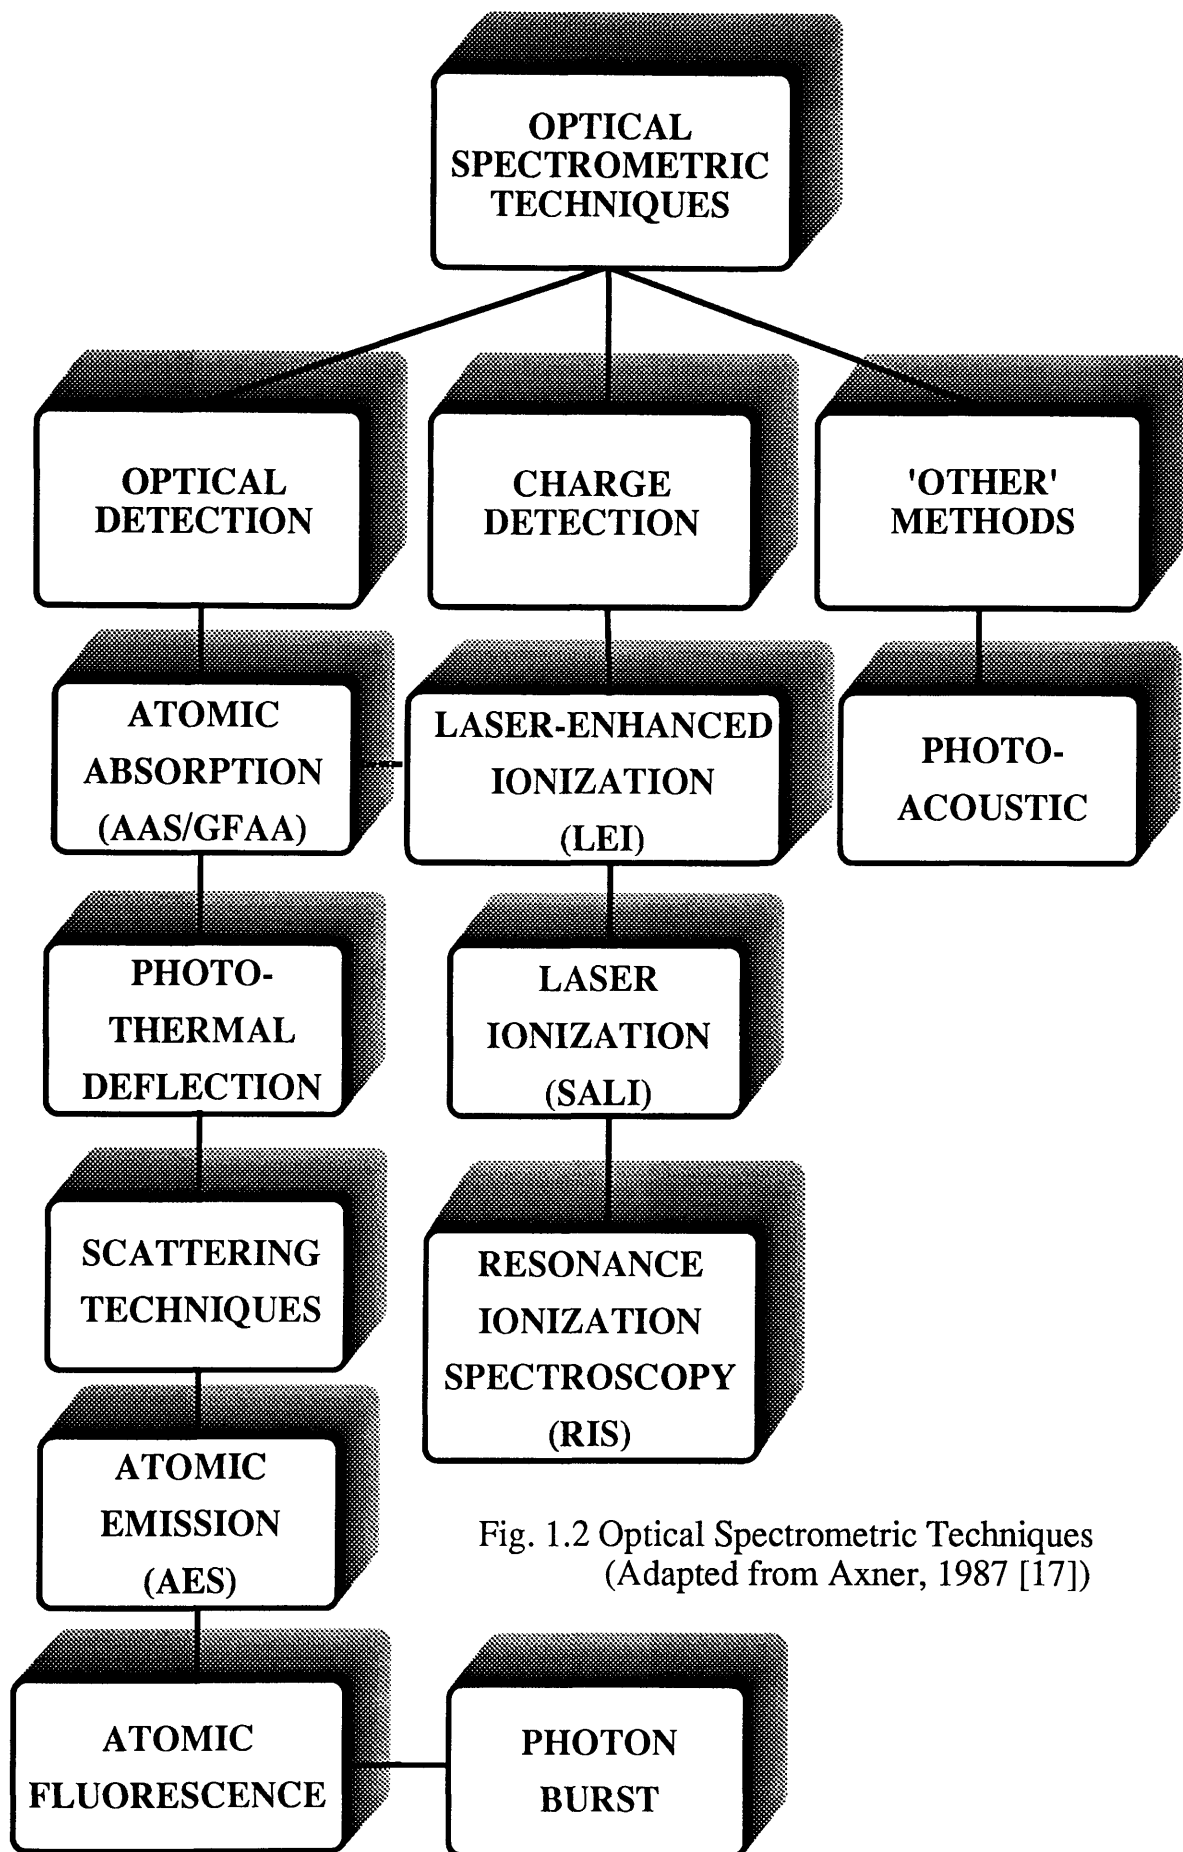 OPTICAL
SPECTROMETRIC
TECHNIQUES
OPTICAL
DETECTION
CHARGE
DETECTION
'OTHER'
METHODS
ATOMIC
ABSORPTION
(AAS/GFAA)
LASER-ENHANCED
IONIZATION
(LEI)
PHOTO-
ACOUSTIC
PHOTO-
THERMAL
DEFLECTION
LASER
IONIZATION
(SALI)
SCATTERING
TECHNIQUES
RESONANCE
IONIZATION
SPECTROSCOPY
(RIS)
ATOMIC
EMISSION
(AES)
Fig. 1.2 Optical Spectrometric Techniques
(Adapted from Axner, 1987 [17])
ATOMIC
FLUORESCENCE
PHOTON
BURST